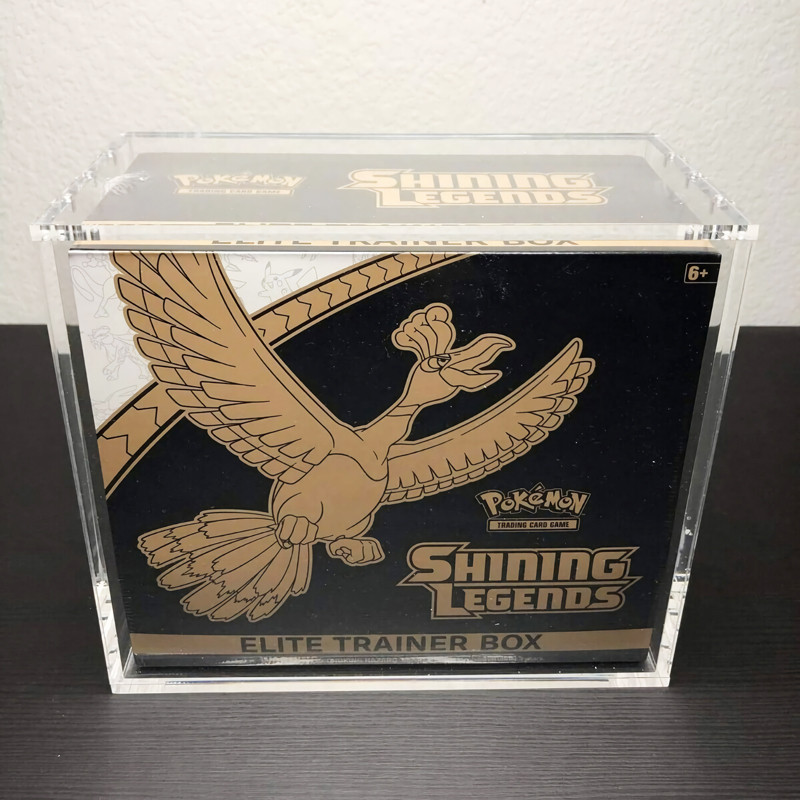 POKéMON
TRADING CARD GAME
SHINING
LEGENDS
ELITE TRAINER BOX
6+
POKéMON
TRADING CARD GAME
SHINING
LEGENDS
ELITE TRAINER BOX